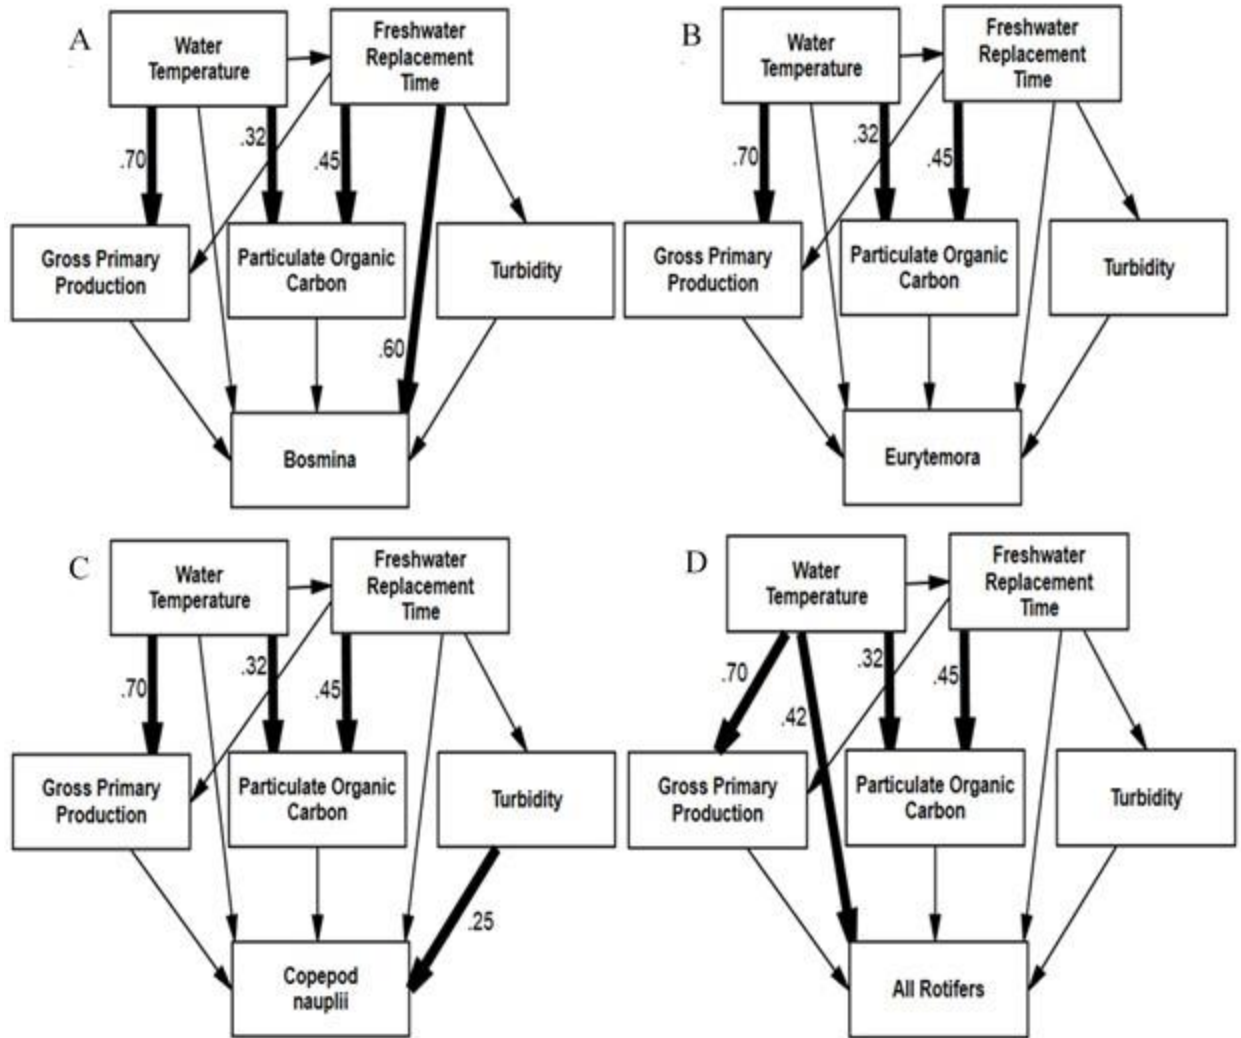 A
Water
Temperature
Freshwater
Replacement
Time
.70
.32
.45
Gross Primary
Production
Particulate Organic
Carbon
Turbidity
.60
Bosmina
B
Water
Temperature
Freshwater
Replacement
Time
.70
.32
.45
Gross Primary
Production
Particulate Organic
Carbon
Turbidity
Eurytemora
C
Water
Temperature
Freshwater
Replacement
Time
.70
.32
.45
Gross Primary
Production
Particulate Organic
Carbon
Turbidity
.25
Copepod
nauplii
D
Water
Temperature
Freshwater
Replacement
Time
.70
.42
.32
.45
Gross Primary
Production
Particulate Organic
Carbon
Turbidity
All Rotifers